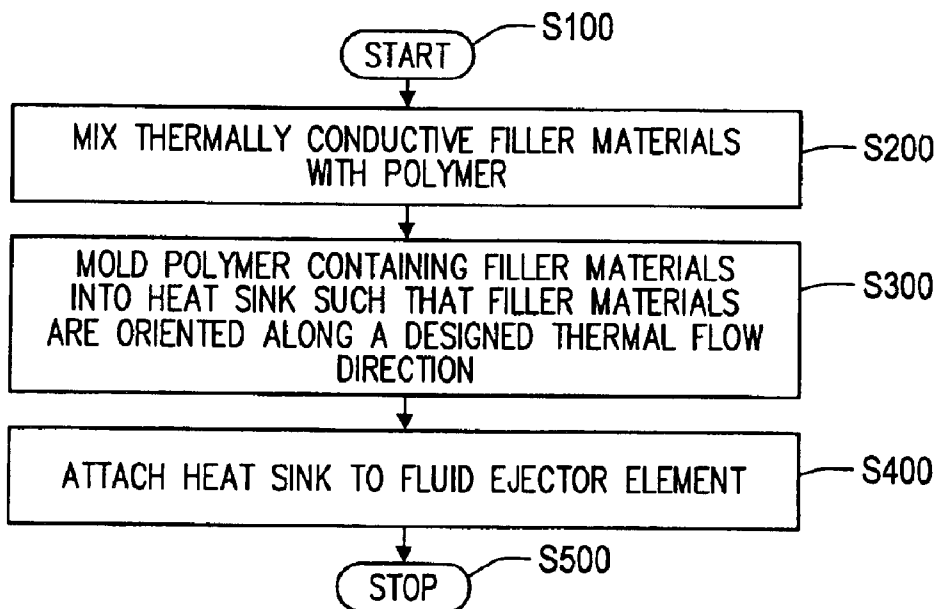 START
S100
MIX THERMALLY CONDUCTIVE FILLER MATERIALS
WITH POLYMER
S200
MOLD POLYMER CONTAINING FILLER MATERIALS
INTO HEAT SINK SUCH THAT FILLER MATERIALS
ARE ORIENTED ALONG A DESIGNED THERMAL FLOW
DIRECTION
S300
ATTACH HEAT SINK TO FLUID EJECTOR ELEMENT
S400
STOP
S500